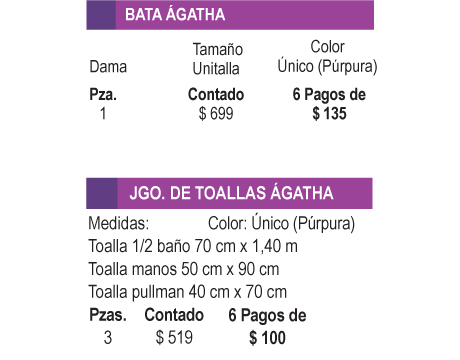 BATA ÁGATHA
Dama Tamaño Unitalla Color Único (Púrpura)
Pza. Contado 6 Pagos de
1 $ 699 $ 135
JGO. DE TOALLAS ÁGATHA
Medidas: Color: Único (Púrpura)
Toalla 1/2 baño 70 cm x 1,40 m
Toalla manos 50 cm x 90 cm
Toalla pullman 40 cm x 70 cm
Pzas. Contado 6 Pagos de
3 $ 519 $ 100